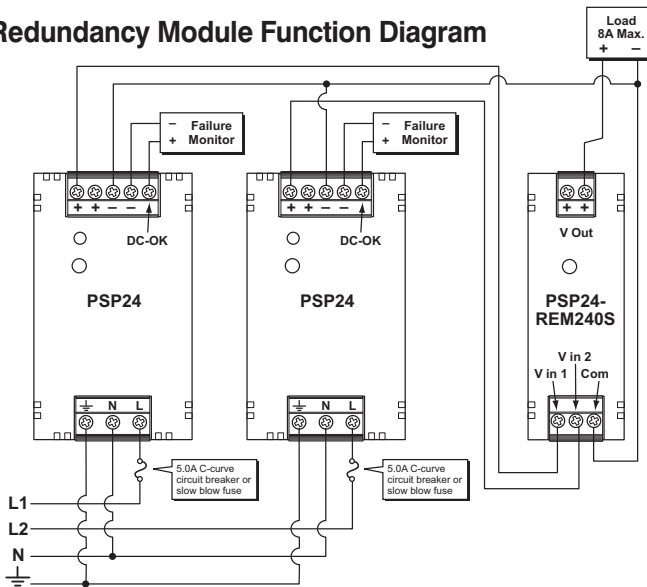 Redundancy Module Function Diagram
Load
8A Max.
+ −
− Failure
+ Monitor
− Failure
+ Monitor
+ + − −
DC-OK
PSP24
N L
+ + − −
DC-OK
PSP24
N L
+ +
V Out
PSP24-
REM240S
V in 2
V in 1 Com
5.0A C-curve
circuit breaker or
slow blow fuse
5.0A C-curve
circuit breaker or
slow blow fuse
L1
L2
N